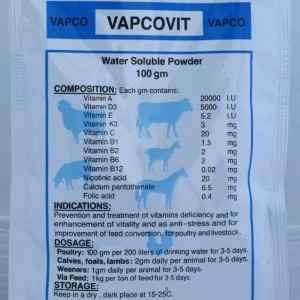 VAPCO VAPCOVIT VAPCO
Water Soluble Powder
100 gm
COMPOSITION: Each gm contains:
Vitamin A 20000 I.U
Vitamin D3 5000 I.U
Vitamin E 5.2 I.U
Vitamin K3 3 mg
Vitamin C 20 mg
Vitamin B1 1.5 mg
Vitamin B2 2 mg
Vitamin B6 2 mg
Vitamin B12 0.02 mg
Nicotinic acid 20 mg
Calcium pantothenate 6.5 mg
Folic acid 0.4 mg
INDICATIONS:
Prevention and treatment of vitamins deficiency and for
enhancement of vitality and as anti-stress and for
improvement of feed conversion, for poultry and livestock.
DOSAGE:
Poultry: 100 gm per 200 liters of drinking water for 3-5 days.
Calves, foals, lambs: 2gm daily per animal for 3-5 days.
Weaners: 1gm daily per animal for 3-5 days.
Via Feed: 1kg per ton of feed for 3-5 days.
STORAGE:
Keep in a dry , dark place at 15-25C°.